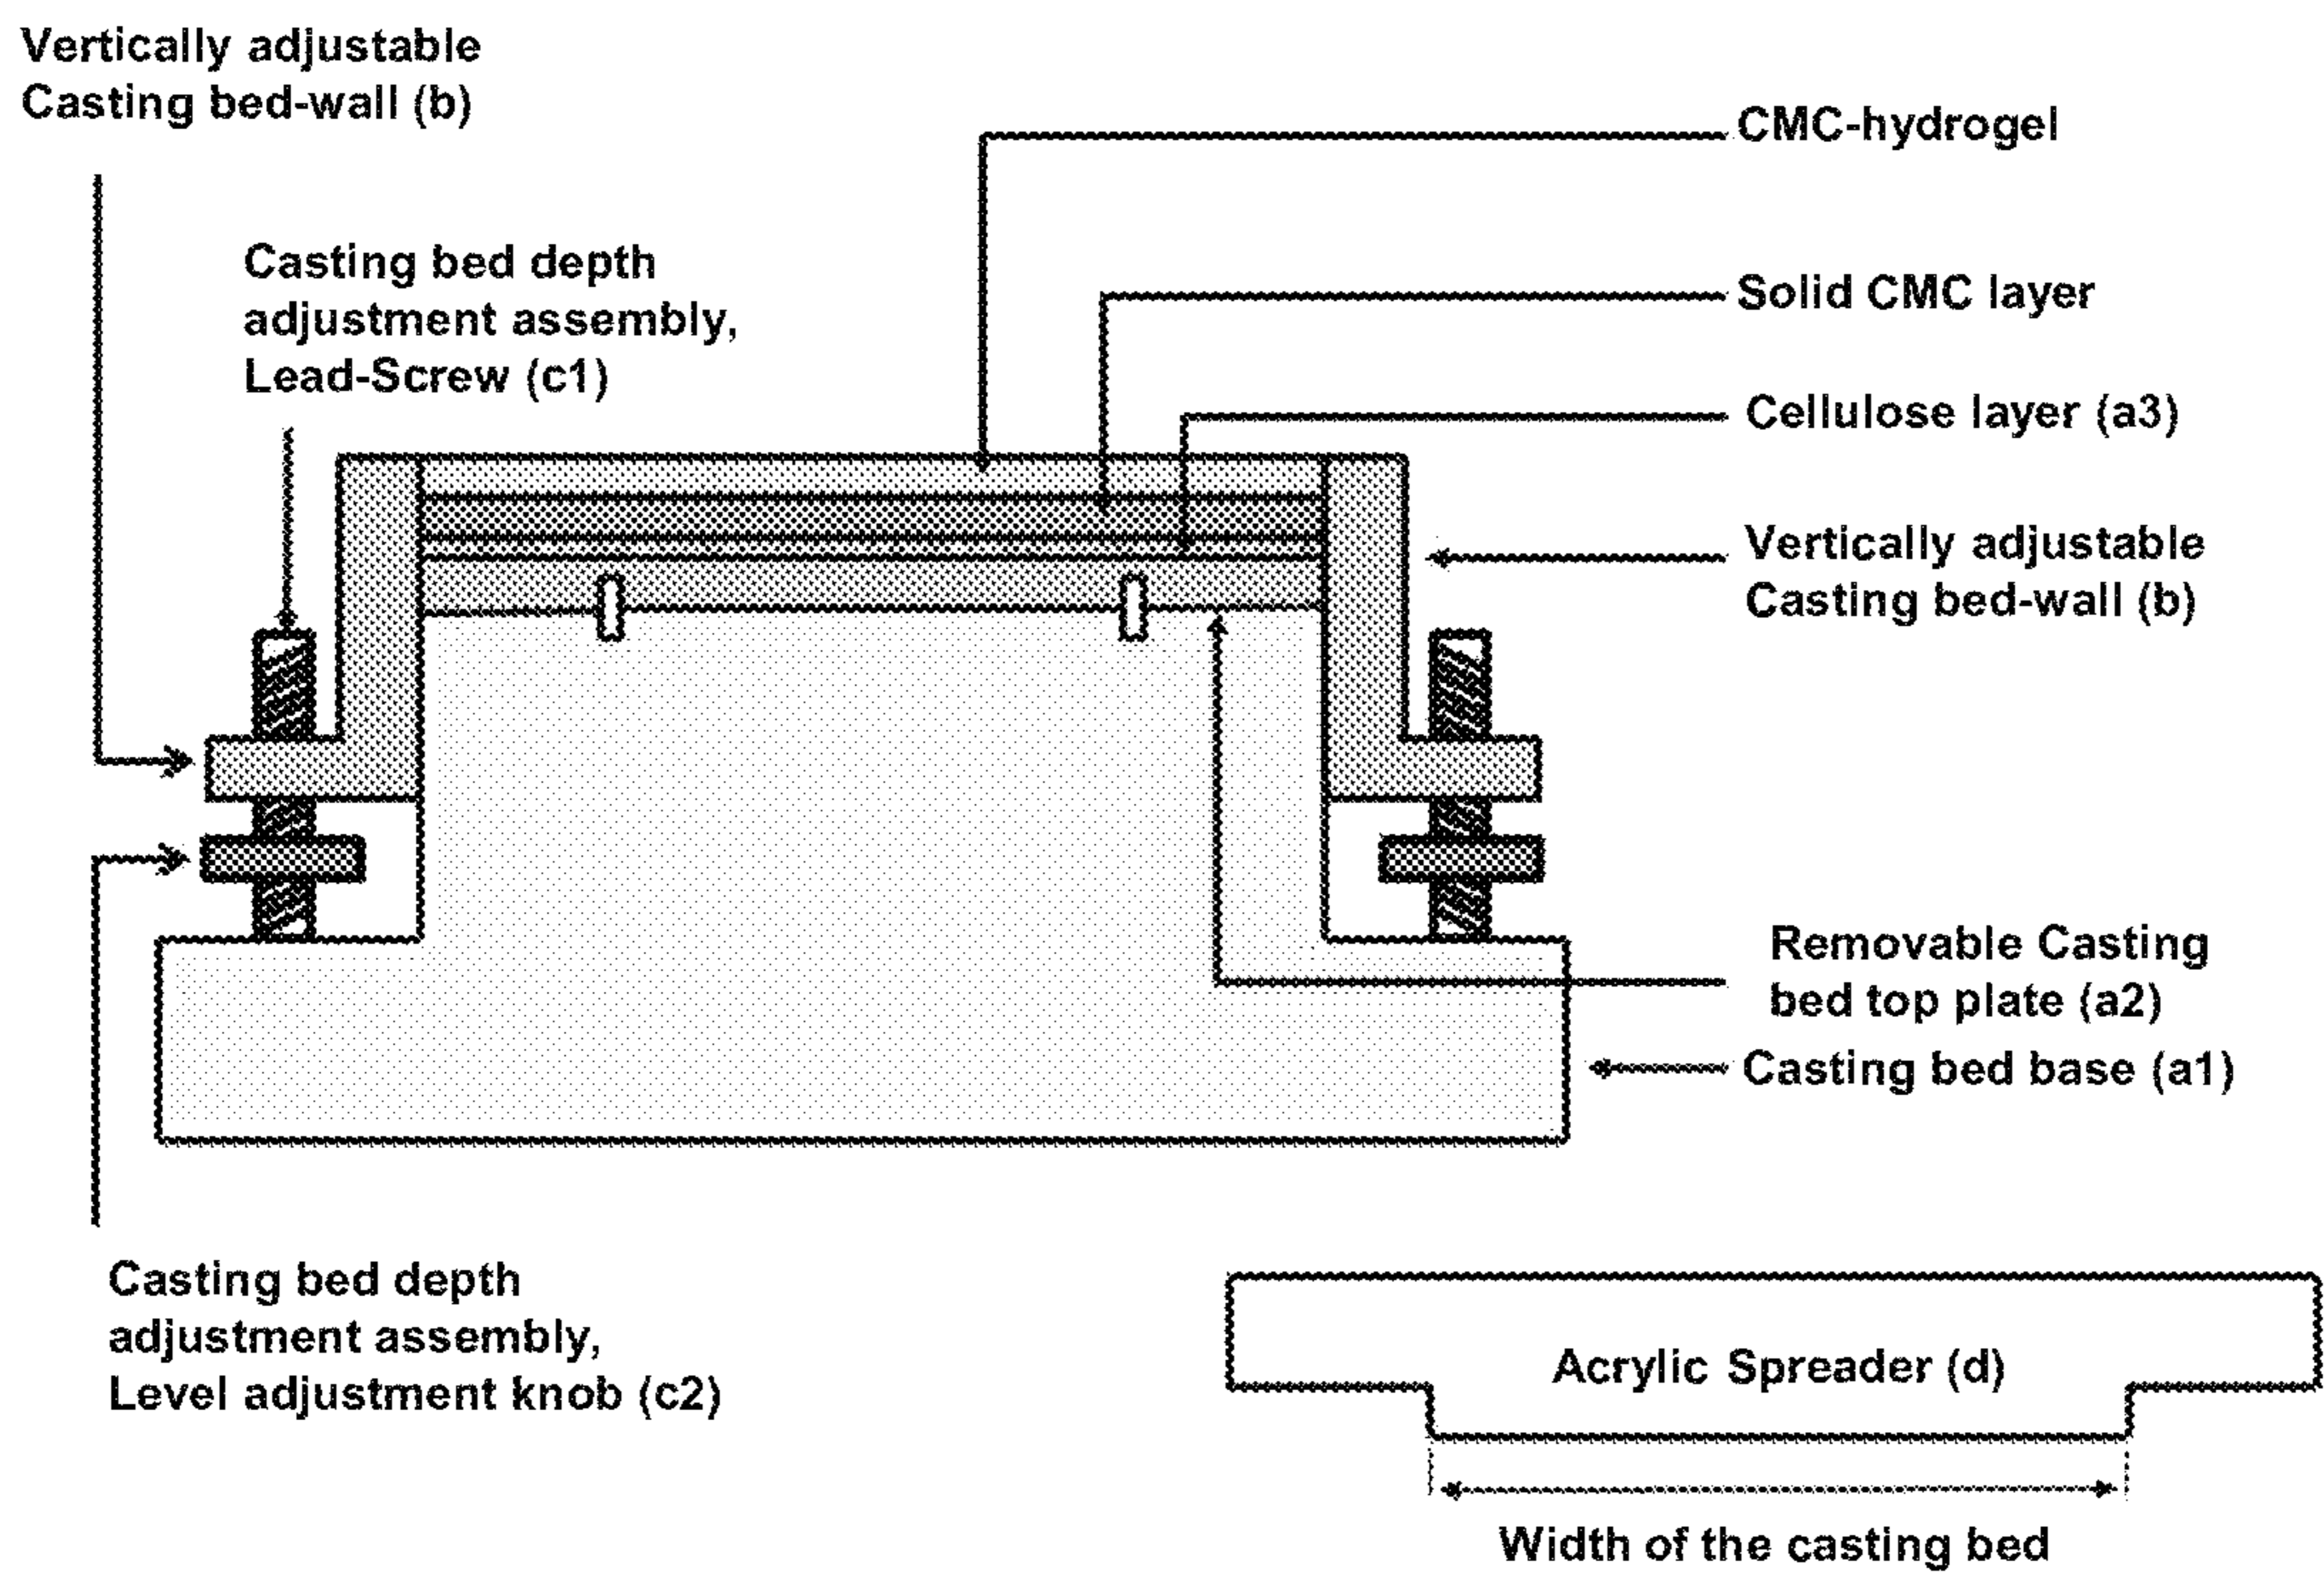 Vertically adjustable
Casting bed-wall (b)
CMC-hydrogel
Casting bed depth
adjustment assembly,
Lead-Screw (c1)
Solid CMC layer
Cellulose layer (a3)
Vertically adjustable
Casting bed-wall (b)
Removable Casting
bed top plate (a2)
Casting bed base (a1)
Casting bed depth
adjustment assembly,
Level adjustment knob (c2)
Acrylic Spreader (d)
Width of the casting bed